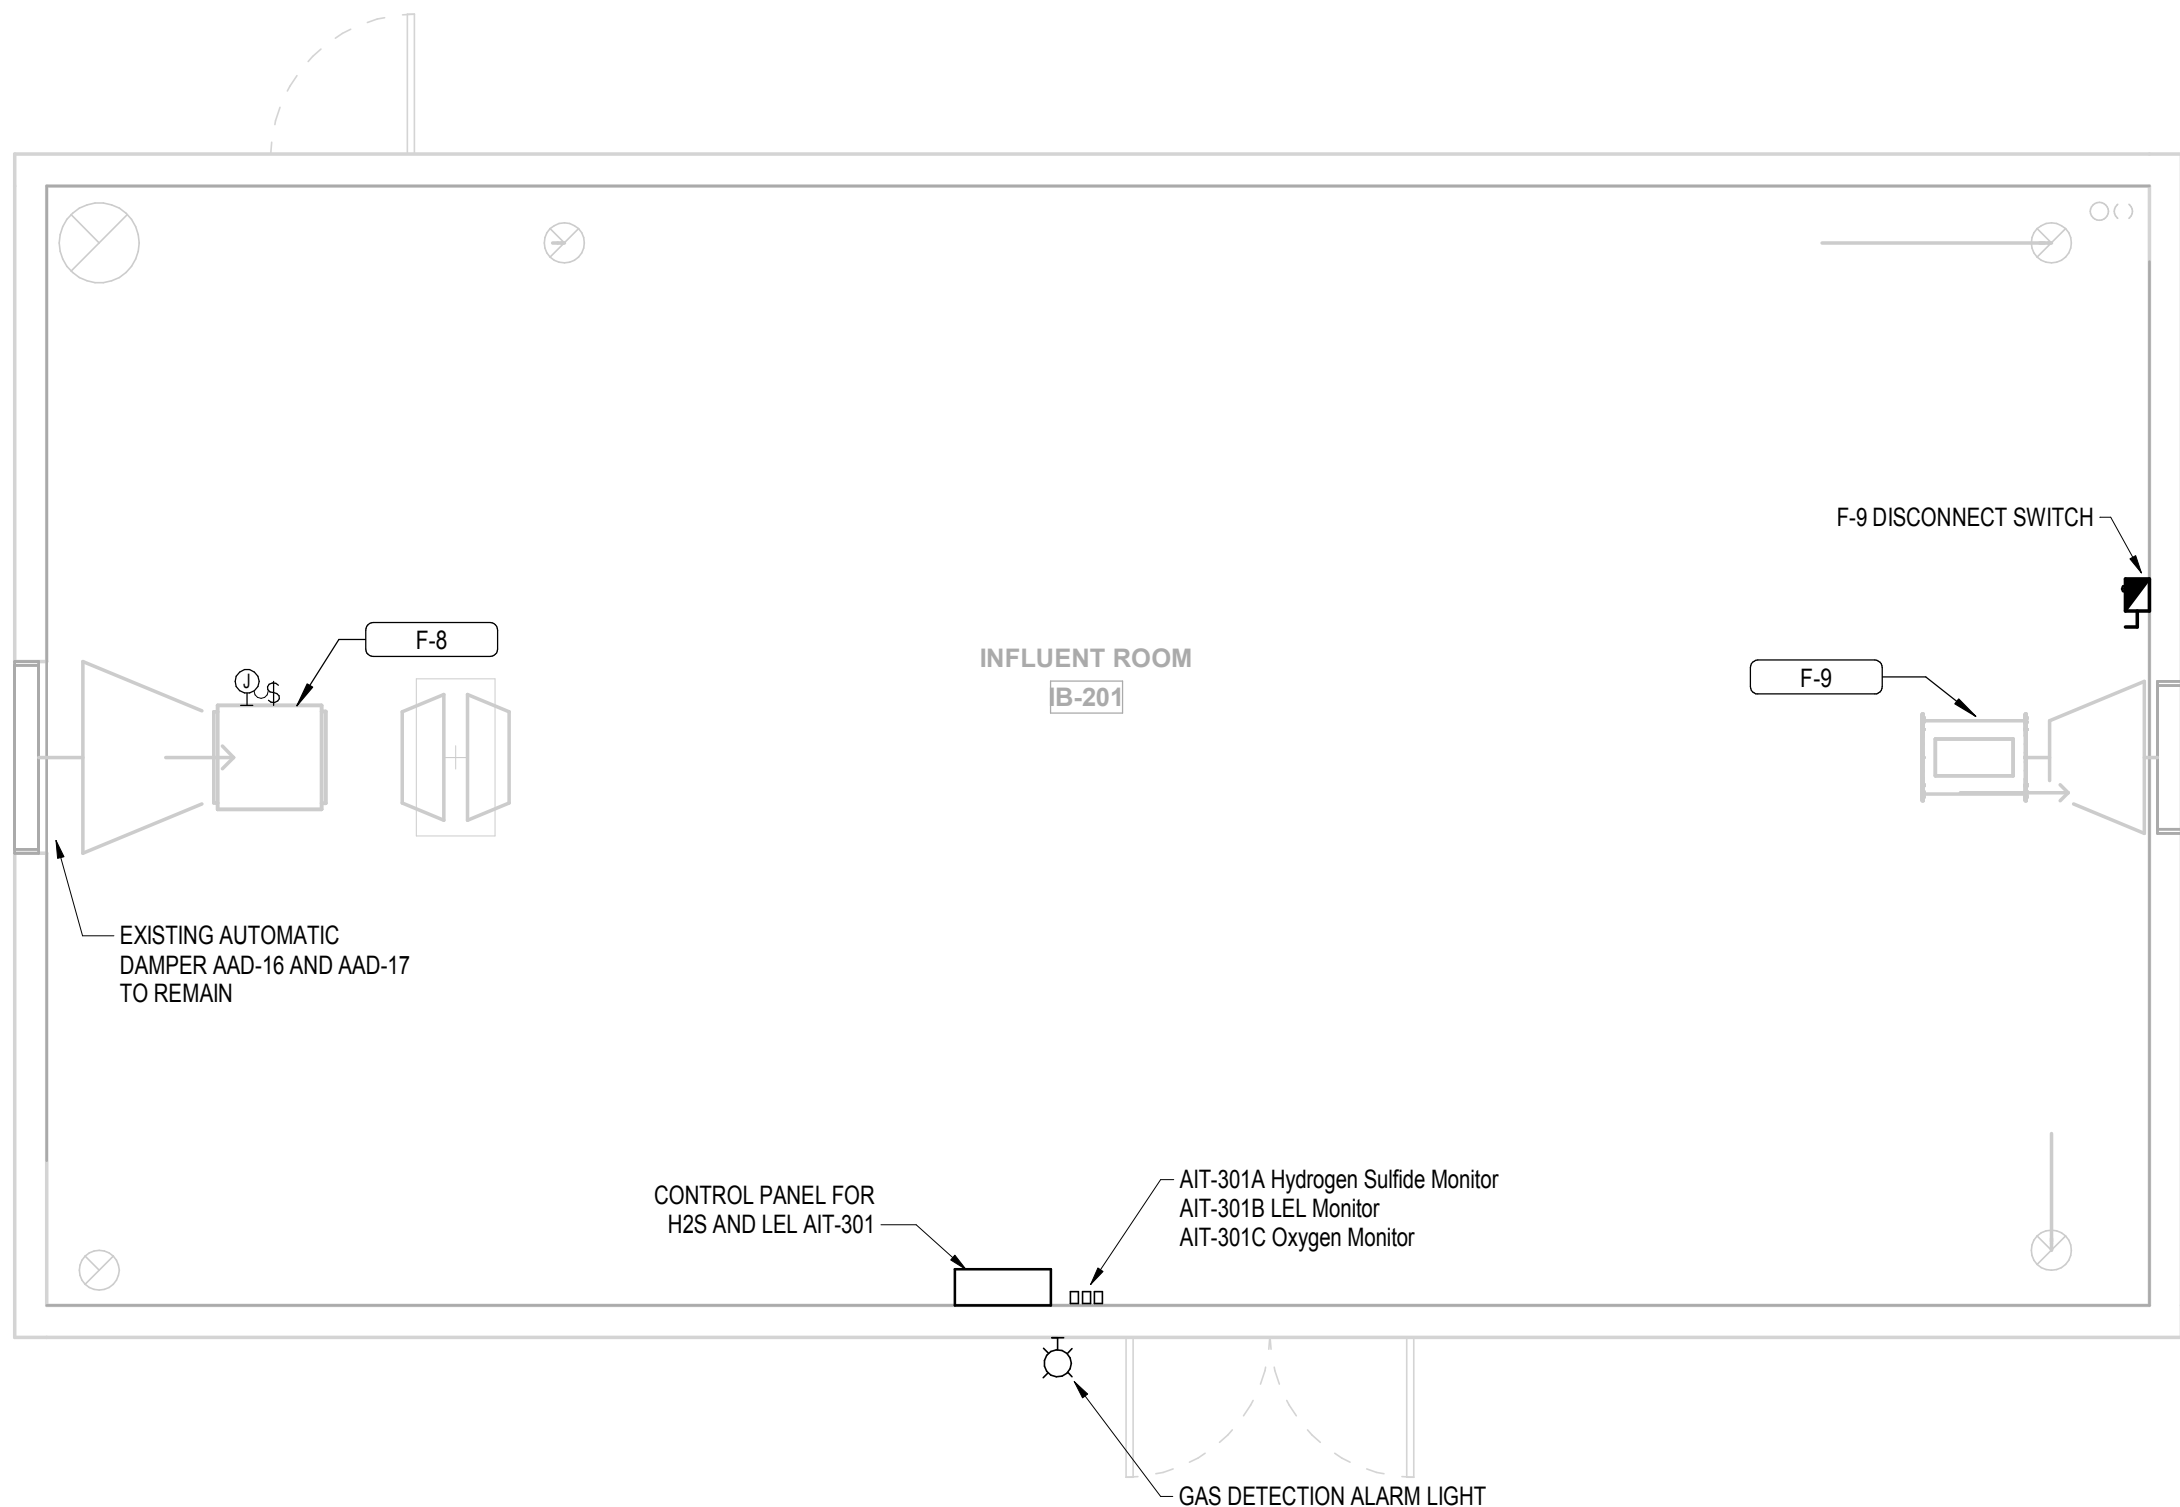 F-9 DISCONNECT SWITCH
F-8
J
$
INFLUENT ROOM
IB-201
F-9
EXISTING AUTOMATIC
DAMPER AAD-16 AND AAD-17
TO REMAIN
CONTROL PANEL FOR
H2S AND LEL AIT-301
AIT-301A Hydrogen Sulfide Monitor
AIT-301B LEL Monitor
AIT-301C Oxygen Monitor
GAS DETECTION ALARM LIGHT